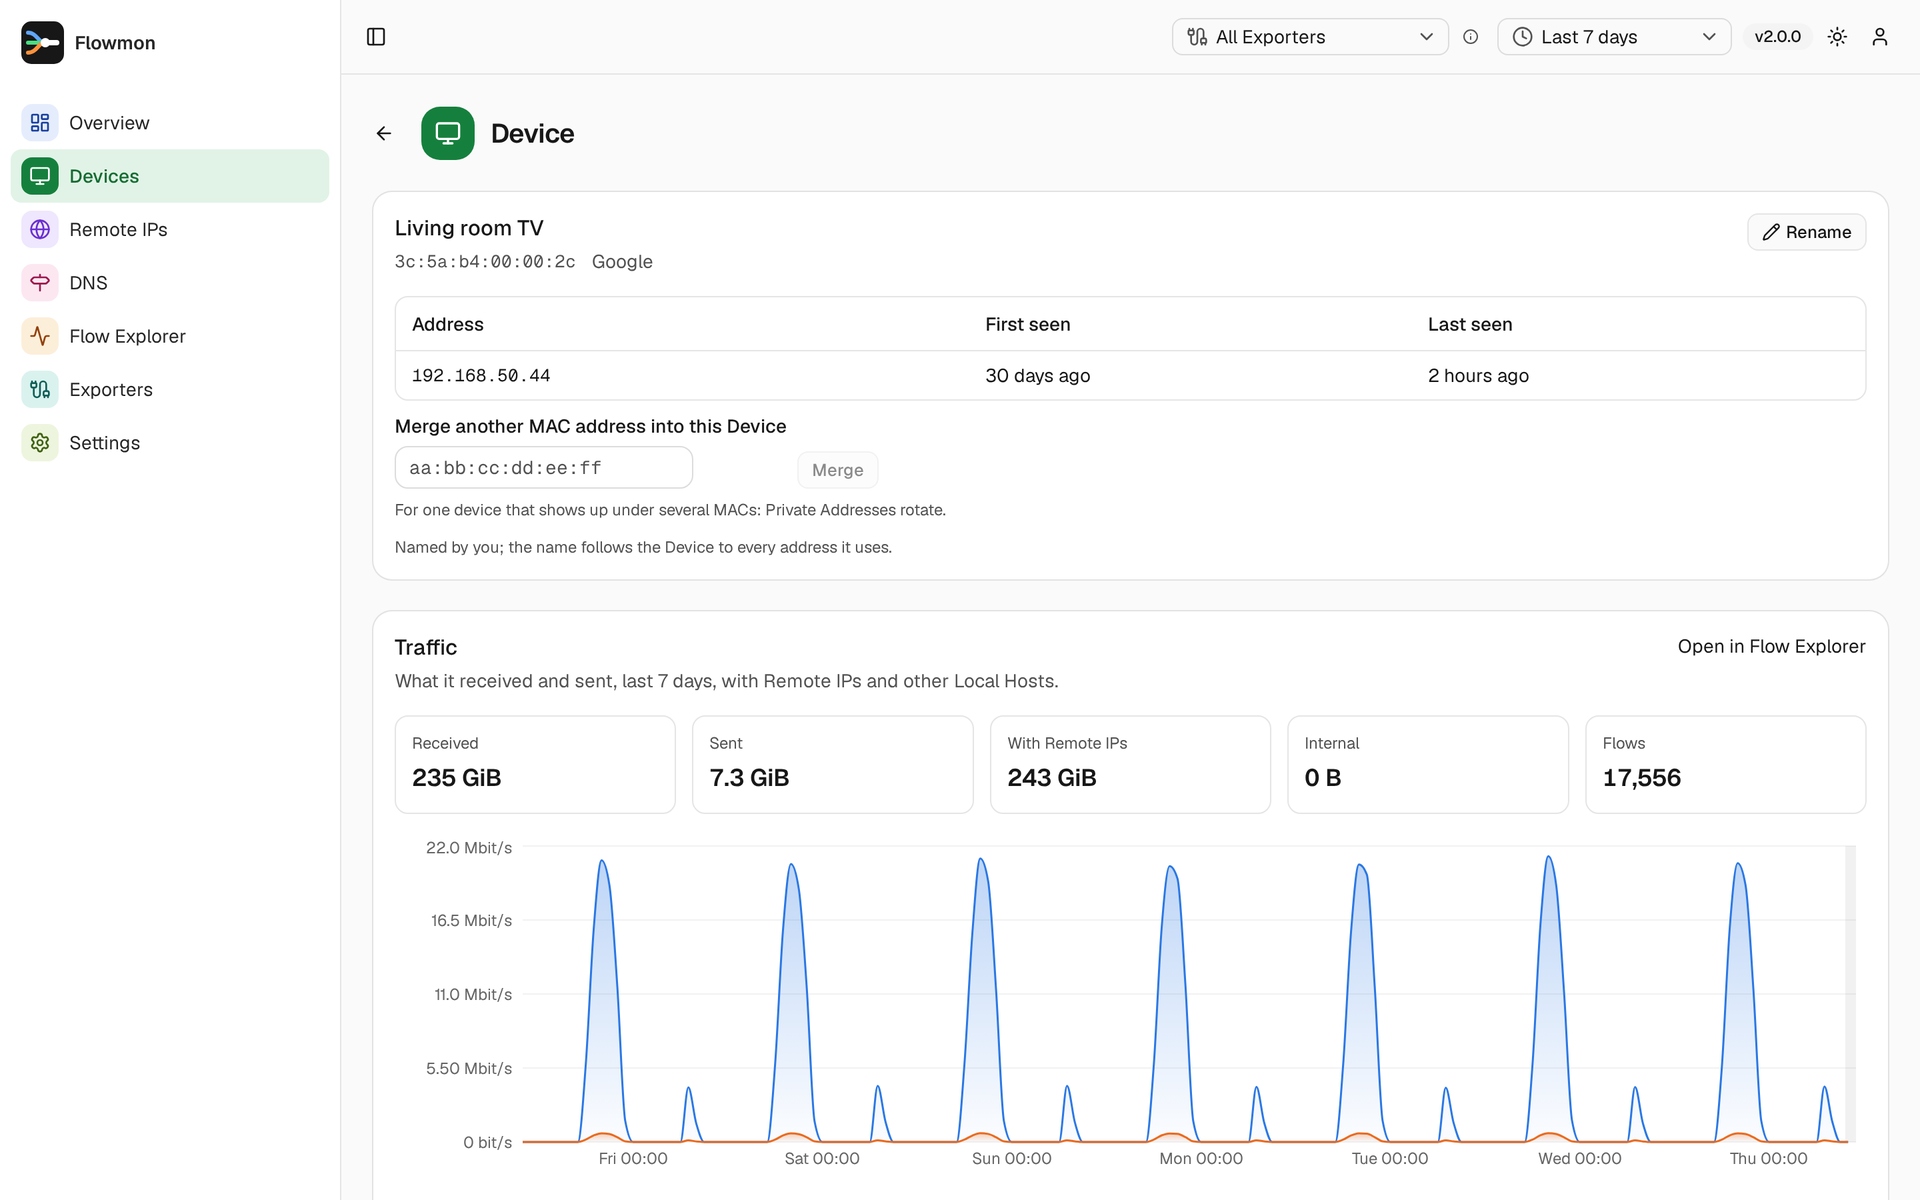 Flowmon
All Exporters
Last 7 days
v2.0.0
Overview
Devices
Remote IPs
DNS
Flow Explorer
Exporters
Settings
Device
Living room TV
Rename
3c:5a:b4:00:00:2c Google
Address First seen Last seen
192.168.50.44 30 days ago 2 hours ago
Merge another MAC address into this Device
aa:bb:cc:dd:ee:ff Merge
For one device that shows up under several MACs: Private Addresses rotate.
Named by you; the name follows the Device to every address it uses.
Traffic
Open in Flow Explorer
What it received and sent, last 7 days, with Remote IPs and other Local Hosts.
Received Sent With Remote IPs Internal Flows
235 GiB 7.3 GiB 243 GiB 0 B 17,556
22.0 Mbit/s
16.5 Mbit/s
11.0 Mbit/s
5.50 Mbit/s
0 bit/s
Fri 00:00 Sat 00:00 Sun 00:00 Mon 00:00 Tue 00:00 Wed 00:00 Thu 00:00